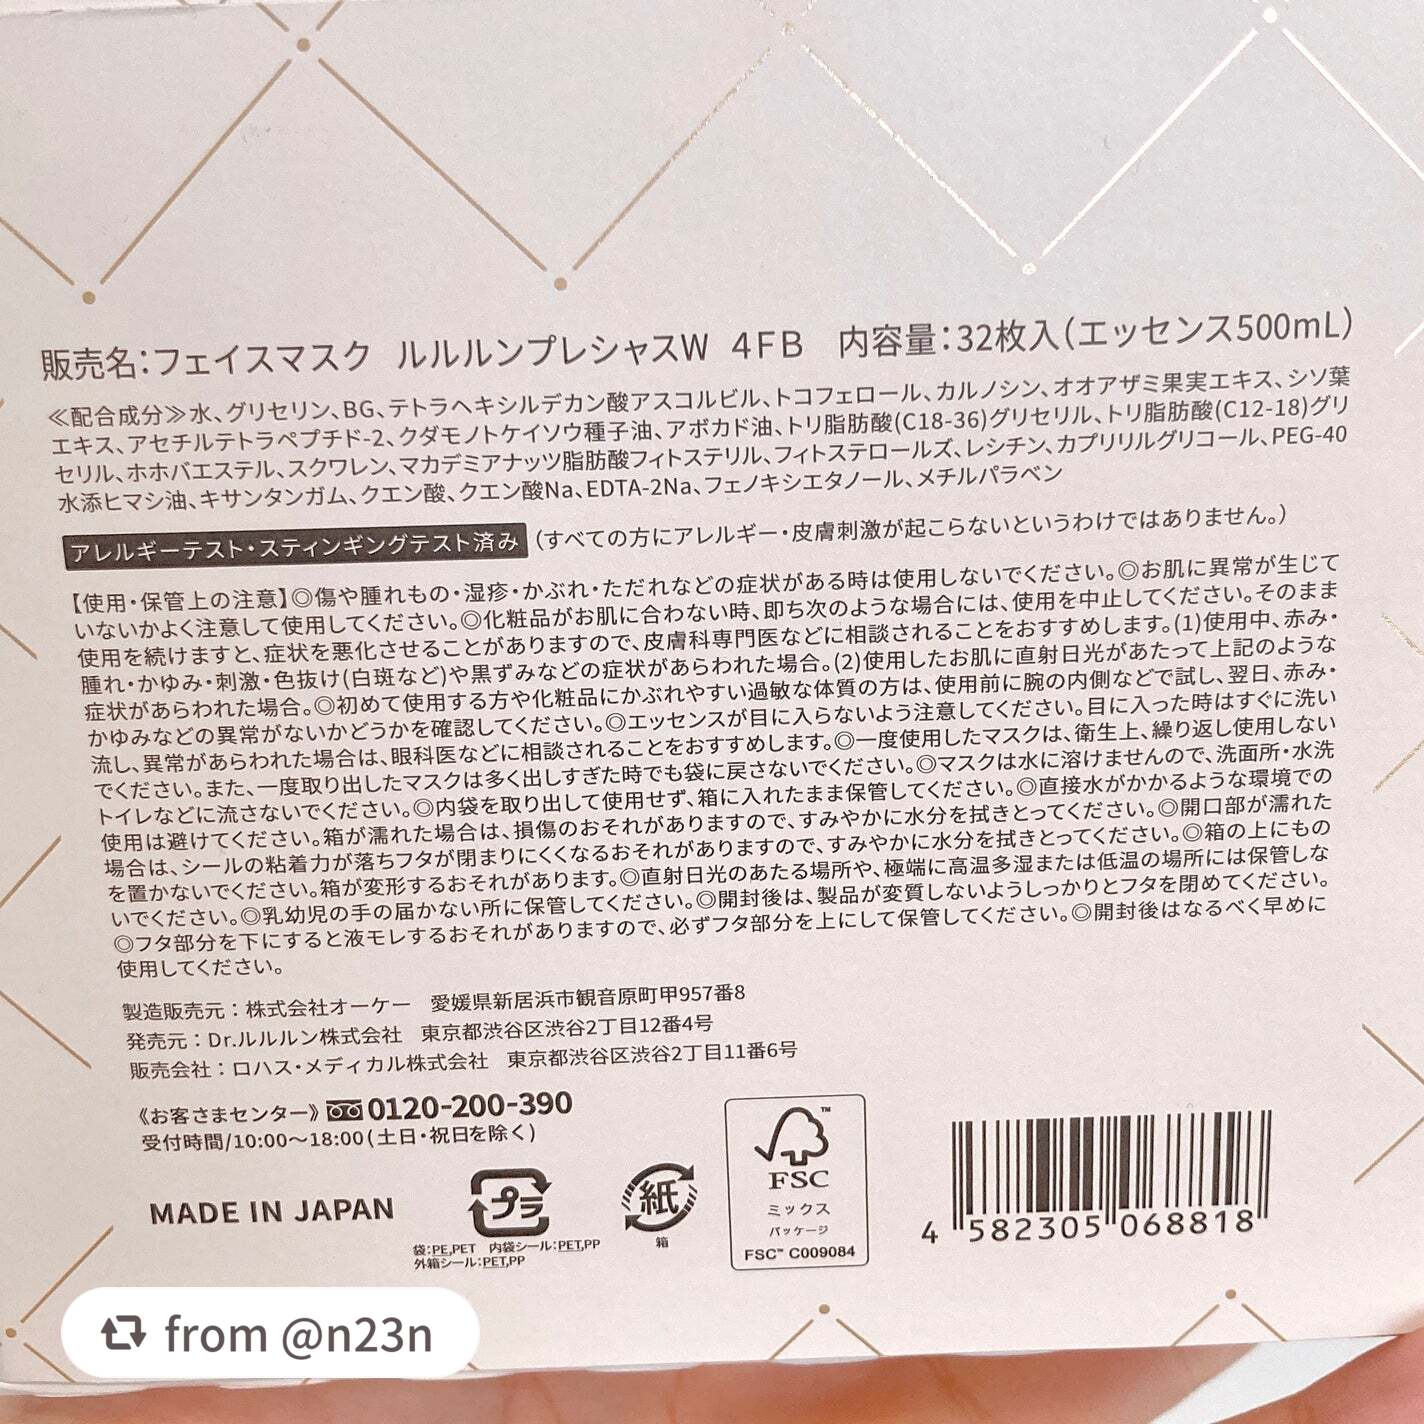 販売名：フェイスマスク ルルルンプレシャスW 4FB 内容量：32枚入（エッセンス500mL）
≪配合成分≫水、グリセリン、BG、テトラヘキシルデカン酸アスコルビル、トコフェロール、カルノシン、オオアザミ果実エキス、シソ葉
エキス、アセチルテトラペプチド-2、クダモノトケイソウ種子油、アボカド油、トリ脂肪酸(C18-36)グリセリル、トリ脂肪酸(C12-18)グリ
セリル、ホホバエステル、スクワレン、マカデミアナッツ脂肪酸フィトステリル、フィトステロールズ、レシチン、カプリリルグリコール、PEG-40
水添ヒマシ油、キサンタンガム、クエン酸、クエン酸Na、EDTA-2Na、フェノキシエタノール、メチルパラベン
アレルギーテスト・スティンギングテスト済み（すべての方にアレルギー・皮膚刺激が起こらないというわけではありません。）
【使用・保管上の注意】◎傷や腫れもの・湿疹・かぶれ・ただれなどの症状がある時は使用しないでください。◎お肌に異常が生じて
いないかよく注意して使用してください。◎化粧品がお肌に合わない時、即ち次のような場合には、使用を中止してください。そのまま
使用を続けますと、症状を悪化させることがありますので、皮膚科専門医などに相談されることをおすすめします。(1)使用中、赤み・
腫れ・かゆみ・刺激・色抜け(白斑など)や黒ずみなどの症状があらわれた場合。(2)使用したお肌に直射日光があたって上記のような
症状があらわれた場合。◎初めて使用する方や化粧品にかぶれやすい過敏な体質の方は、使用前に腕の内側などで試し、翌日、赤み・
かゆみなどの異常がないかどうかを確認してください。◎エッセンスが目に入らないよう注意してください。目に入った時はすぐに洗い
流し、異常があらわれた場合は、眼科医などに相談されることをおすすめします。◎一度使用したマスクは、衛生上、繰り返し使用しない
でください。また、一度取り出したマスクは多く出しすぎた時でも袋に戻さないでください。◎マスクは水に溶けませんので、洗面所・水洗
トイレなどに流さないでください。◎内袋を取り出して使用せず、箱に入れたまま保管してください。◎直接水がかかるような環境での
使用は避けてください。箱が濡れた場合は、損傷のおそれがありますので、すみやかに水分を拭きとってください。◎開口部が濡れた
場合は、シールの粘着力が落ちフタが閉まりにくくなるおそれがありますので、すみやかに水分を拭きとってください。◎箱の上にもの
を置かないでください。箱が変形するおそれがあります。◎直射日光のあたる場所や、極端に高温多湿または低温の場所には保管しな
いでください。◎乳幼児の手の届かない所に保管してください。◎開封後は、製品が変質しないようしっかりとフタを閉めてください。
◎フタ部分を下にすると液モレするおそれがありますので、必ずフタ部分を上にして保管してください。◎開封後はなるべく早めに
使用してください。
製造販売元：株式会社オーケー 愛媛県新居浜市観音原町甲957番8
発売元：Dr.ルルルン株式会社 東京都渋谷区渋谷2丁目12番4号
販売会社：ロハス・メディカル株式会社 東京都渋谷区渋谷2丁目11番6号
《お客さまセンター》0120-200-390
受付時間/10:00～18:00(土日・祝日を除く)
MADE IN JAPAN
プラ
袋：PE,PET 内袋シール：PET,PP
外箱シール：PET,PP
紙
箱
FSC™
ミックス
パッケージ
FSC™ C009084
4 582305 068818
from @n23n